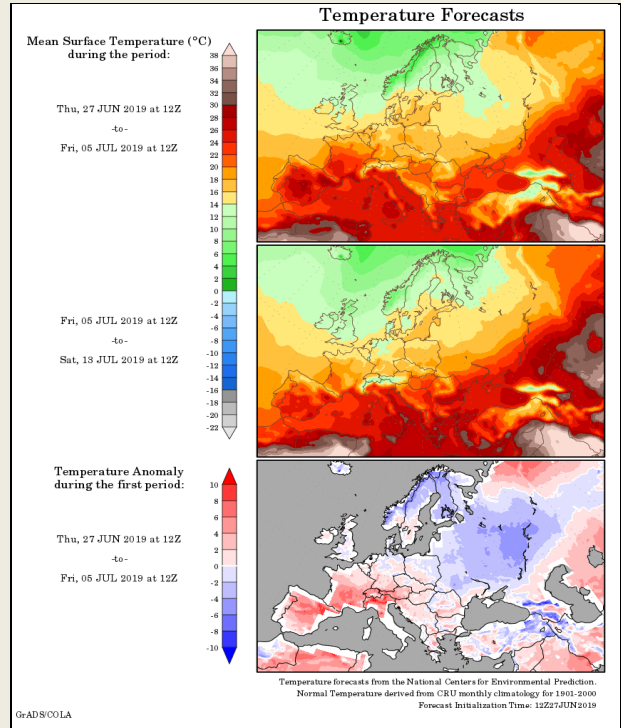 Temperature Forecasts
Mean Surface Temperature (°C)
during the period:
Thu, 27 JUN 2019 at 12Z
-to-
Fri, 05 JUL 2019 at 12Z
38
36
34
32
30
28
26
24
22
20
18
16
14
12
10
8
6
4
2
0
-2
-4
-6
-8
-10
-12
-14
-16
-18
-20
-22
Fri, 05 JUL 2019 at 12Z
-to-
Sat, 13 JUL 2019 at 12Z
Temperature Anomaly
during the first period:
Thu, 27 JUN 2019 at 12Z
-to-
Fri, 05 JUL 2019 at 12Z
10
8
6
4
2
0
-2
-4
-6
-8
-10
Temperature forecasts from the National Centers for Environmental Prediction.
Normal Temperature derived from CRU monthly climatology for 1901-2000
Forecast Initialization Time: 12Z27JUN2019
GrADS/COLA